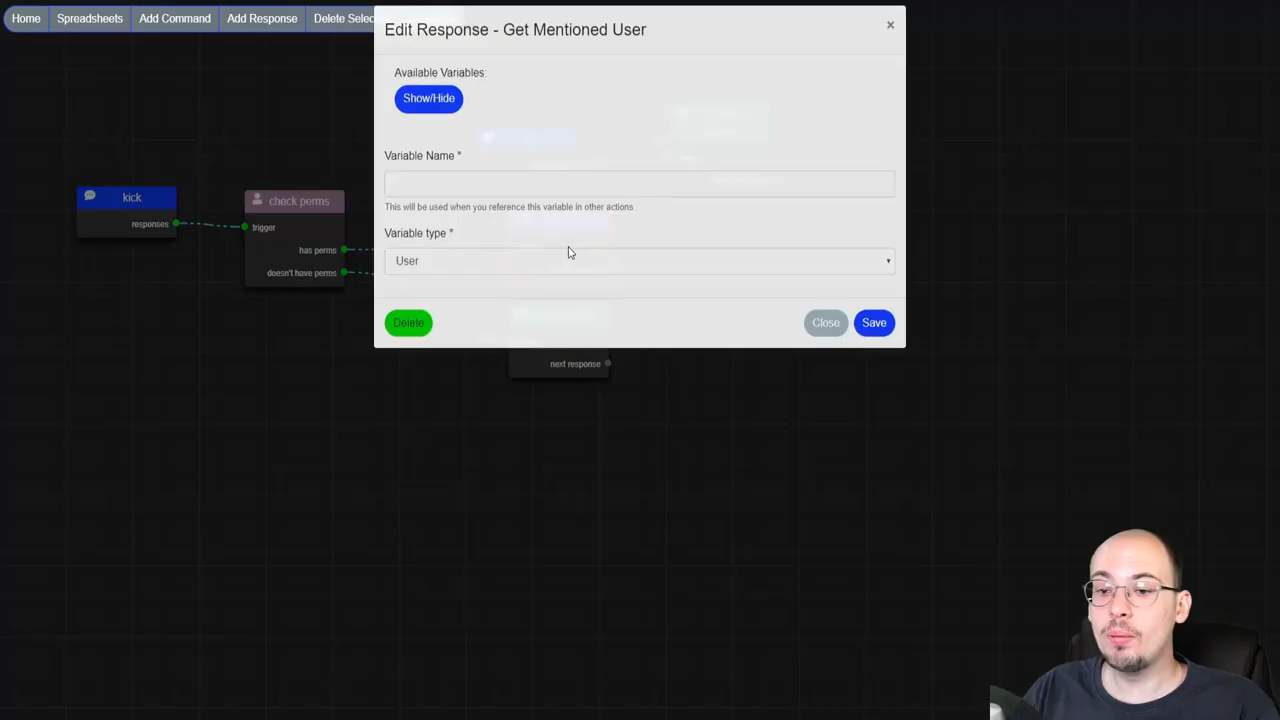 Home
Spreadsheets
Add Command
Add Response
Delete Selec
Edit Response - Get Mentioned User
×
Available Variables:
Show/Hide
Variable Name *
This will be used when you reference this variable in other actions
Variable type *
User
Delete
Close
Save
kick
responses
check perms
trigger
has perms
doesn't have perms
next response